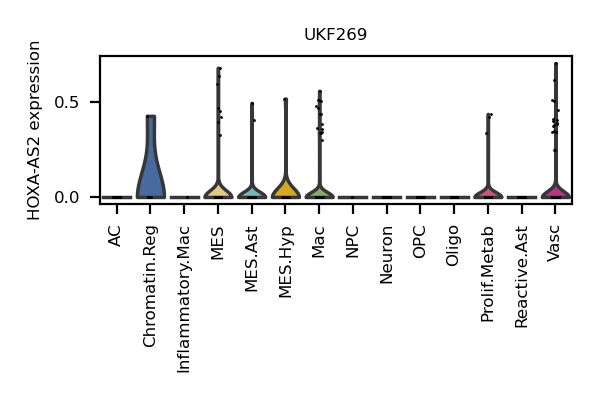 UKF269
HOXA-AS2 expression
0.5
0.0
AC
Chromatin.Reg
Inflammatory.Mac
MES
MES.Ast
MES.Hyp
Mac
NPC
Neuron
OPC
Oligo
Prolif.Metab
Reactive.Ast
Vasc